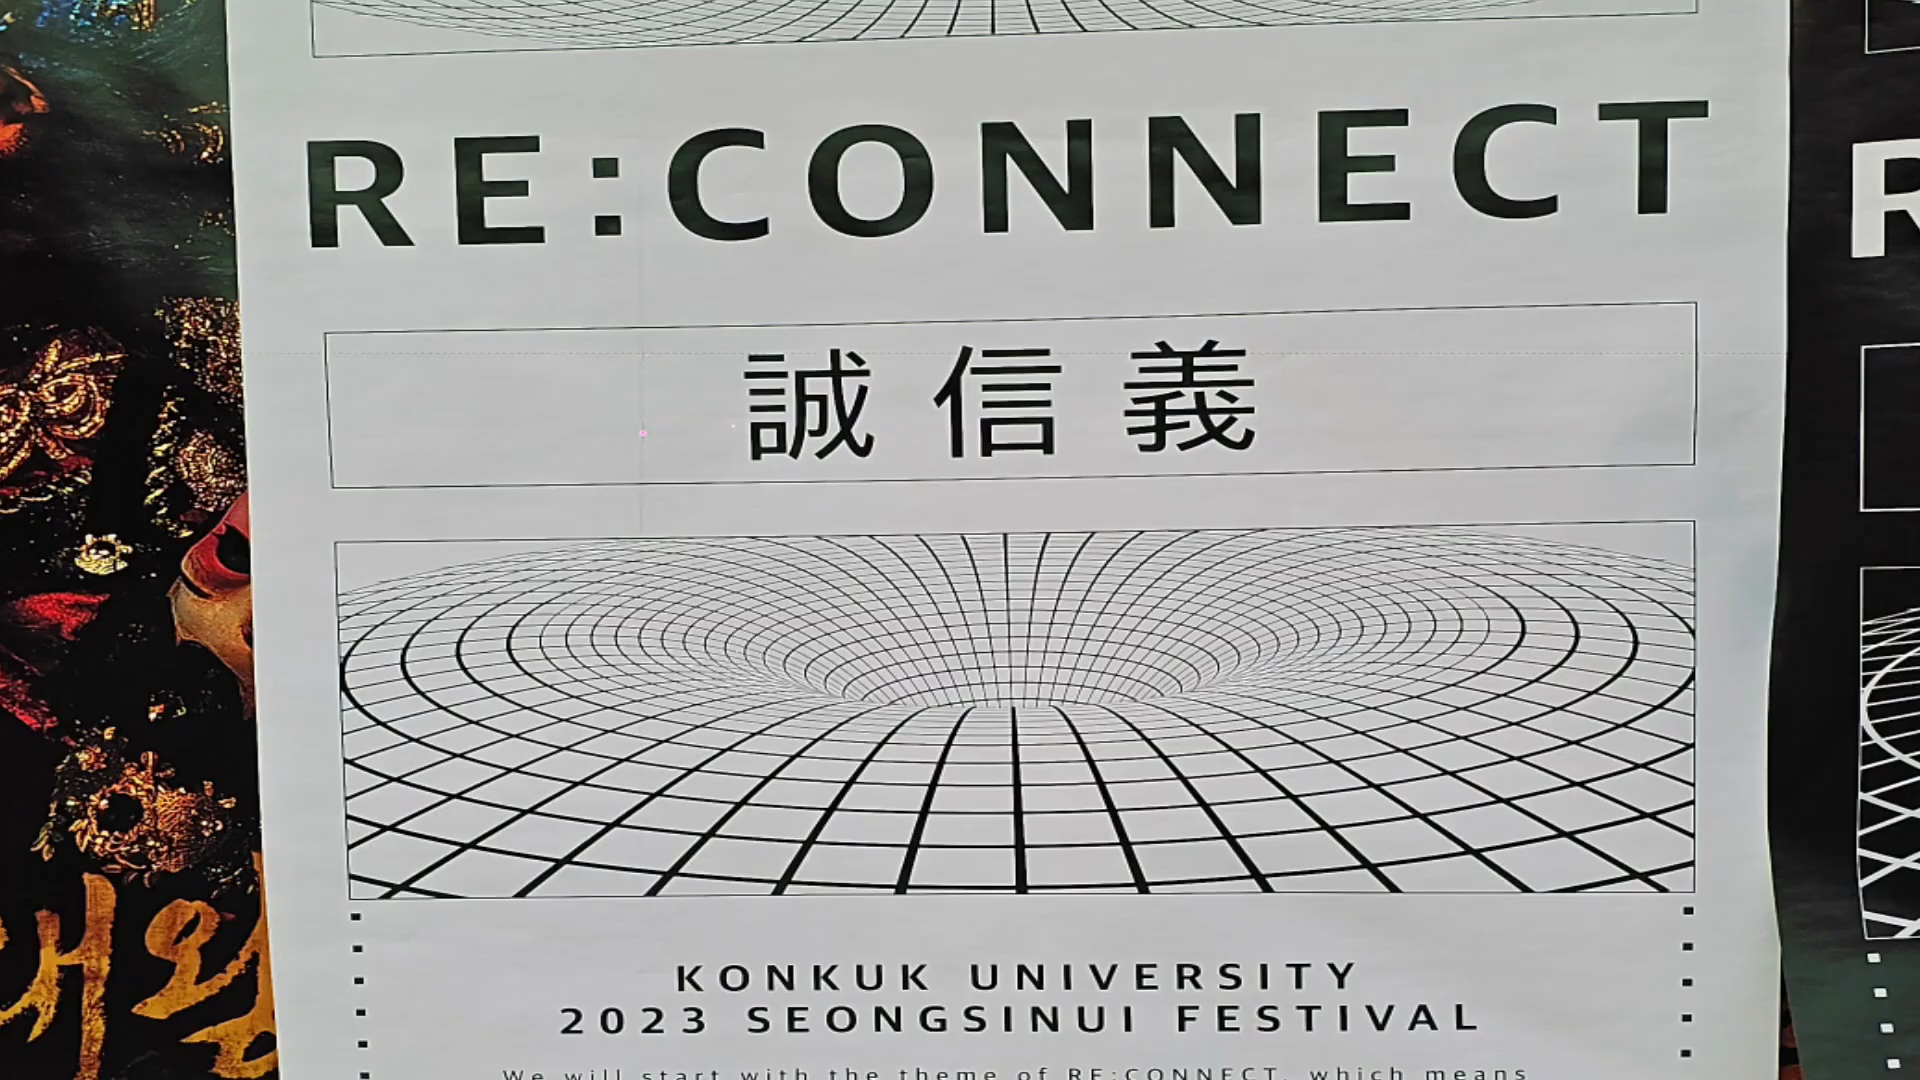 RE:CONNECT
誠信義
KONKUK UNIVERSITY
2023 SEONGSINUI FESTIVAL
We will start with the theme of RE:CONNECT, which means
R